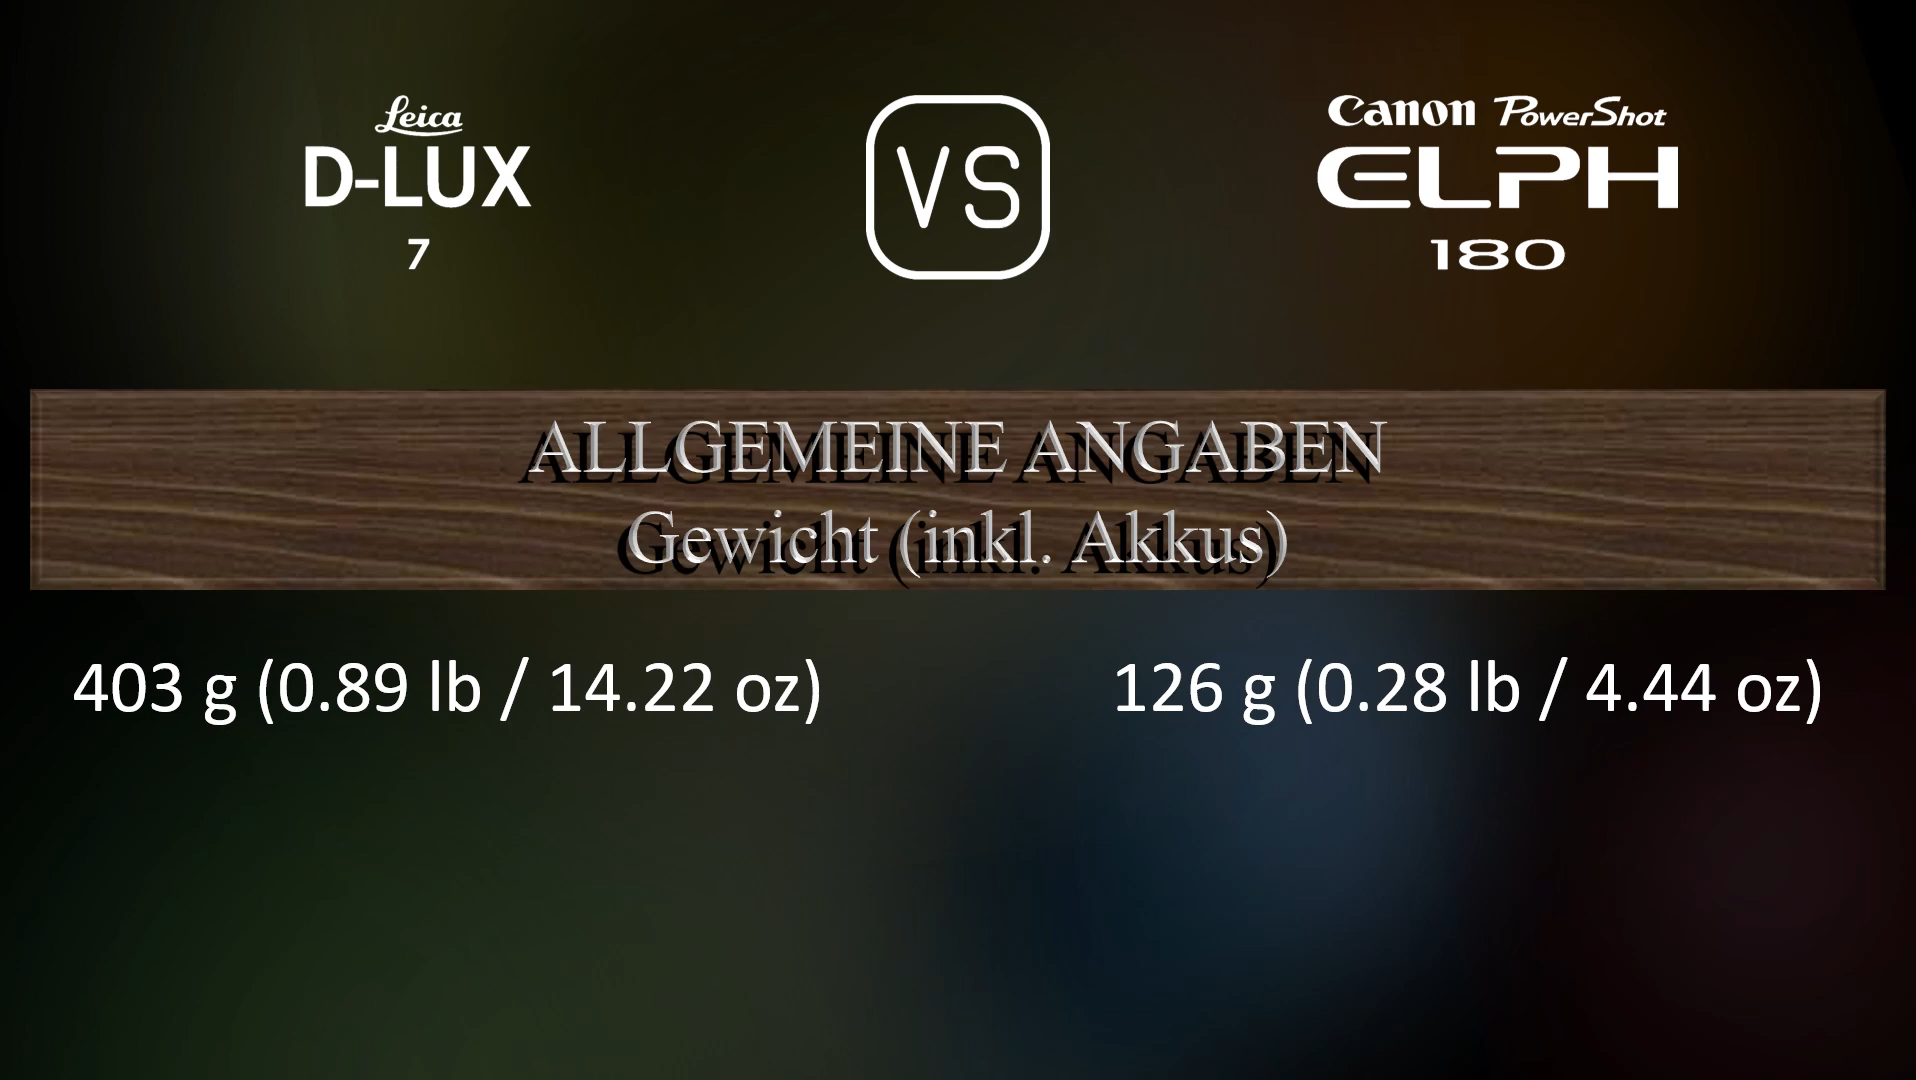 Leica
D-LUX
7
VS
Canon PowerShot
ELPH
180
ALLGEMEINE ANGABEN
Gewicht (inkl. Akkus)
403 g (0.89 lb / 14.22 oz)
126 g (0.28 lb / 4.44 oz)